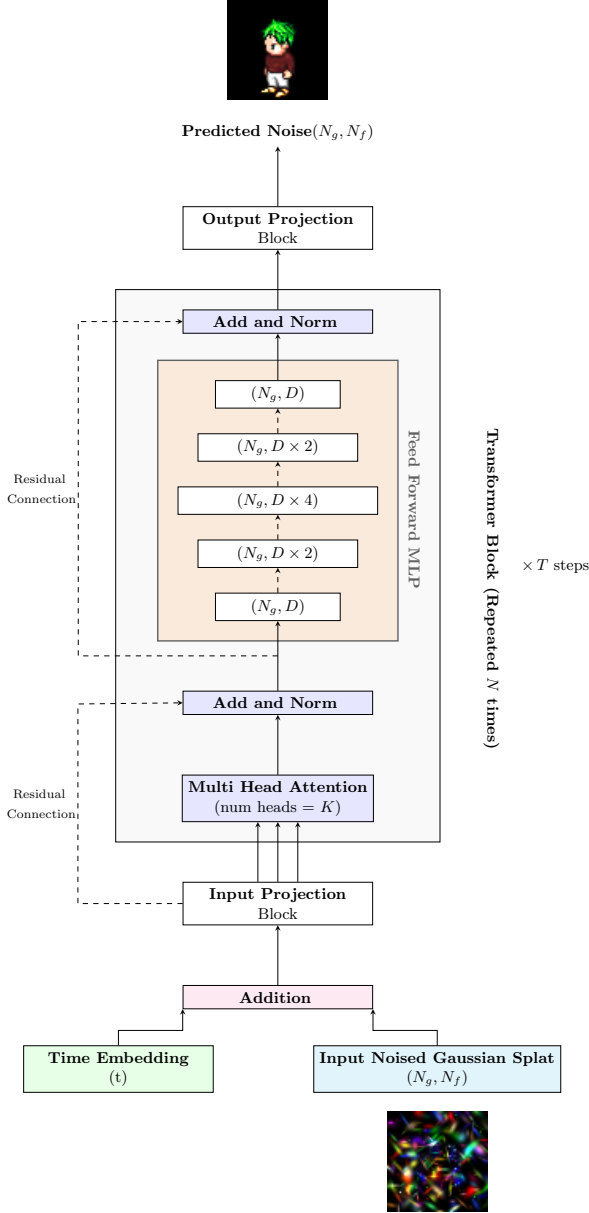 Predicted Noise(N_g, N_f)
Output Projection
Block
Add and Norm
(N_g, D)
(N_g, D × 2)
(N_g, D × 4)
(N_g, D × 2)
(N_g, D)
Feed Forward MLP
Residual
Connection
Transformer Block (Repeated N times)
× T steps
Add and Norm
Multi Head Attention
(num heads = K)
Residual
Connection
Input Projection
Block
Addition
Time Embedding
(t)
Input Noised Gaussian Splat
(N_g, N_f)